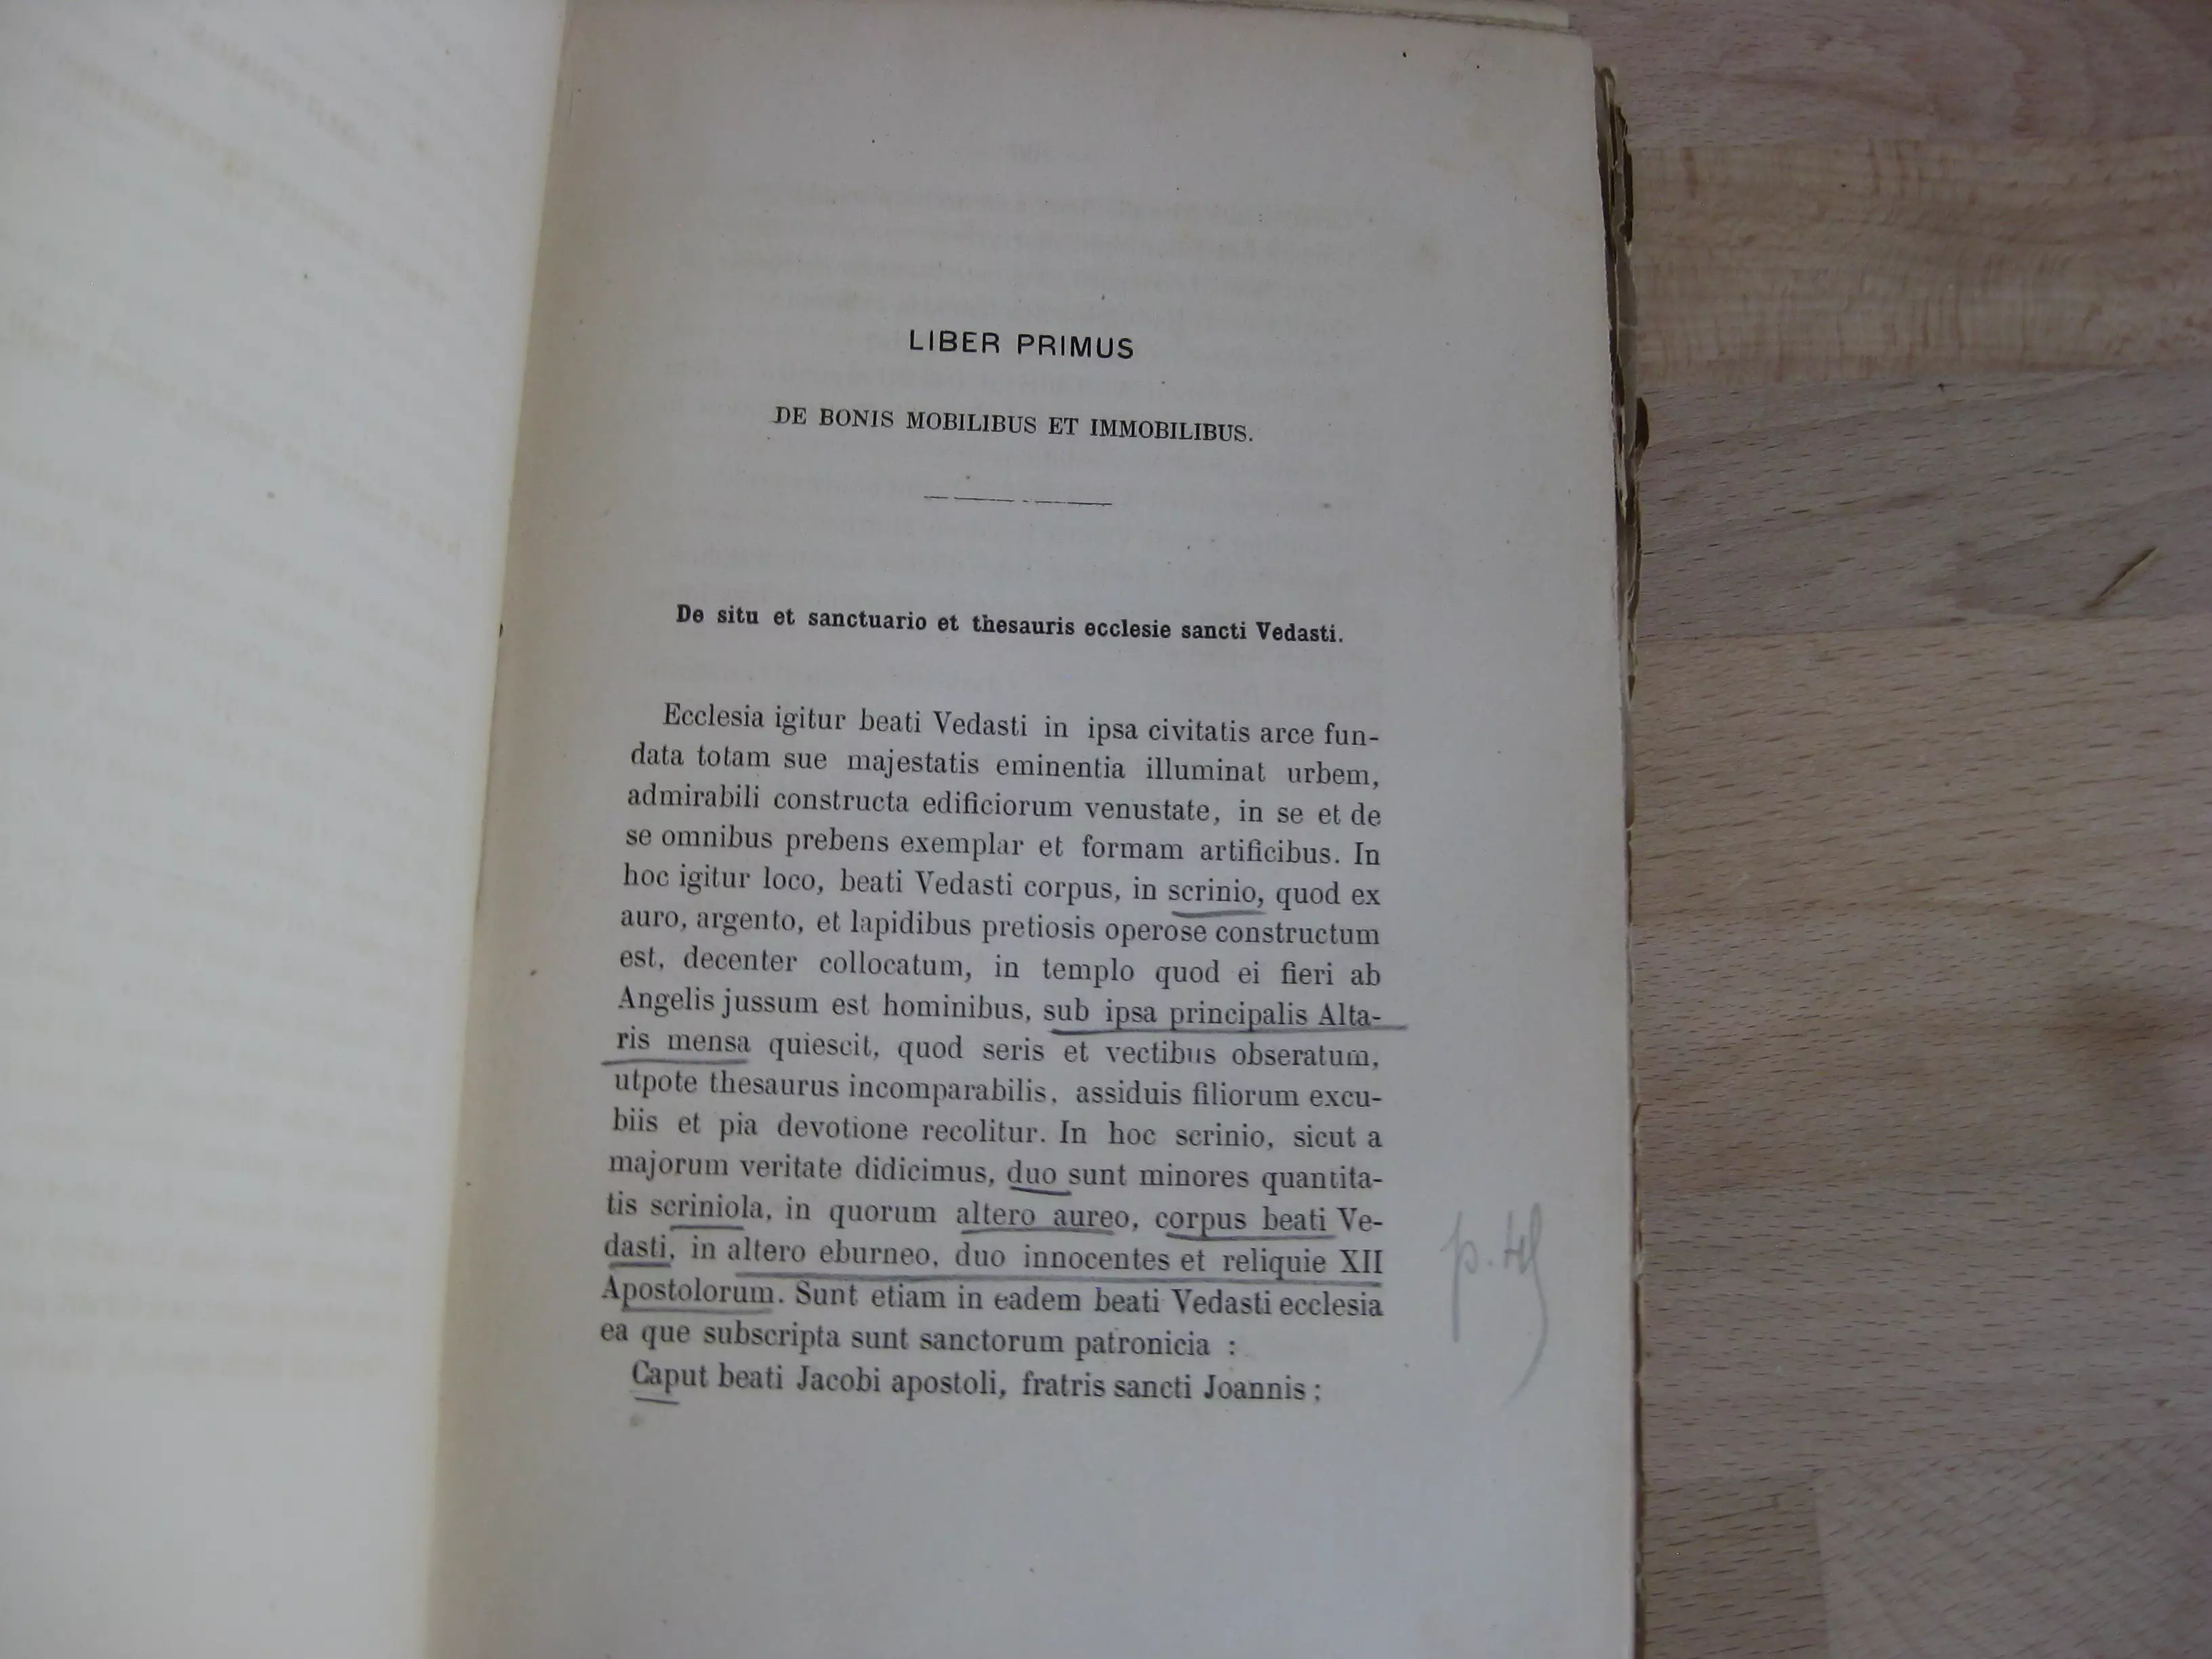 LIBER PRIMUS
DE BONIS MOBILIBUS ET IMMOBILIBUS.
De situ et sanctuario et thesauris ecclesie sancti Vedasti.
Ecclesia igitur beati Vedasti in ipsa civitatis arce fun-
data totam sue majestatis eminentia illuminat urbem,
admirabili constructa edificiorum venustate, in se et de
se omnibus prebens exemplar et formam artificibus. In
hoc igitur loco, beati Vedasti corpus, in scrinio, quod ex
auro, argento, et lapidibus pretiosis operose constructum
est, decenter collocatum, in templo quod ei fieri ab
Angelis jussum est hominibus, sub ipsa principalis Alta-
ris mensa quiescit, quod seris et vectibus obseratum,
utpote thesaurus incomparabilis, assiduis filiorum excu-
biis et pia devotione recolitur. In hoc scrinio, sicut a
majorum veritate didicimus, duo sunt minores quantita-
tis scriniola, in quorum altero aureo, corpus beati Ve-
dasti, in altero eburneo, duo innocentes et reliquie XII
Apostolorum. Sunt etiam in eadem beati Vedasti ecclesia
ea que subscripta sunt sanctorum patronicia :
Caput beati Jacobi apostoli, fratris sancti Joannis ;